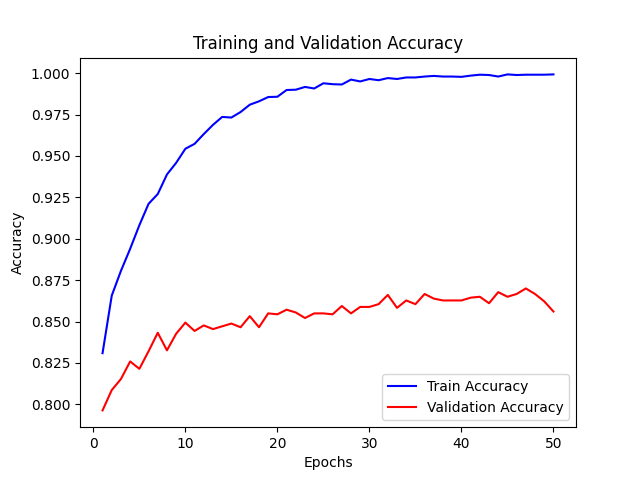 Training and Validation Accuracy
1.000
0.975
0.950
0.925
0.900
0.875
0.850
0.825
0.800
Accuracy
Train Accuracy
Validation Accuracy
0 10 20 30 40 50
Epochs